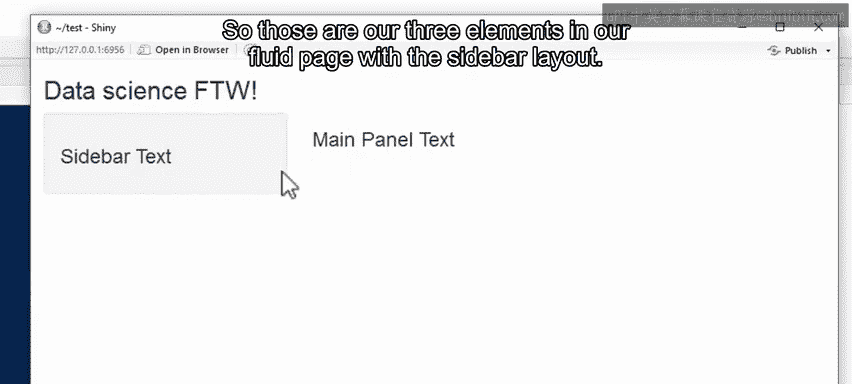 ~/test - Shiny
http://127.0.0.1:6956 Open in Browser
Publish
So those are our three elements in our
fluid page with the sidebar layout.
Data science FTW!
Sidebar Text
Main Panel Text